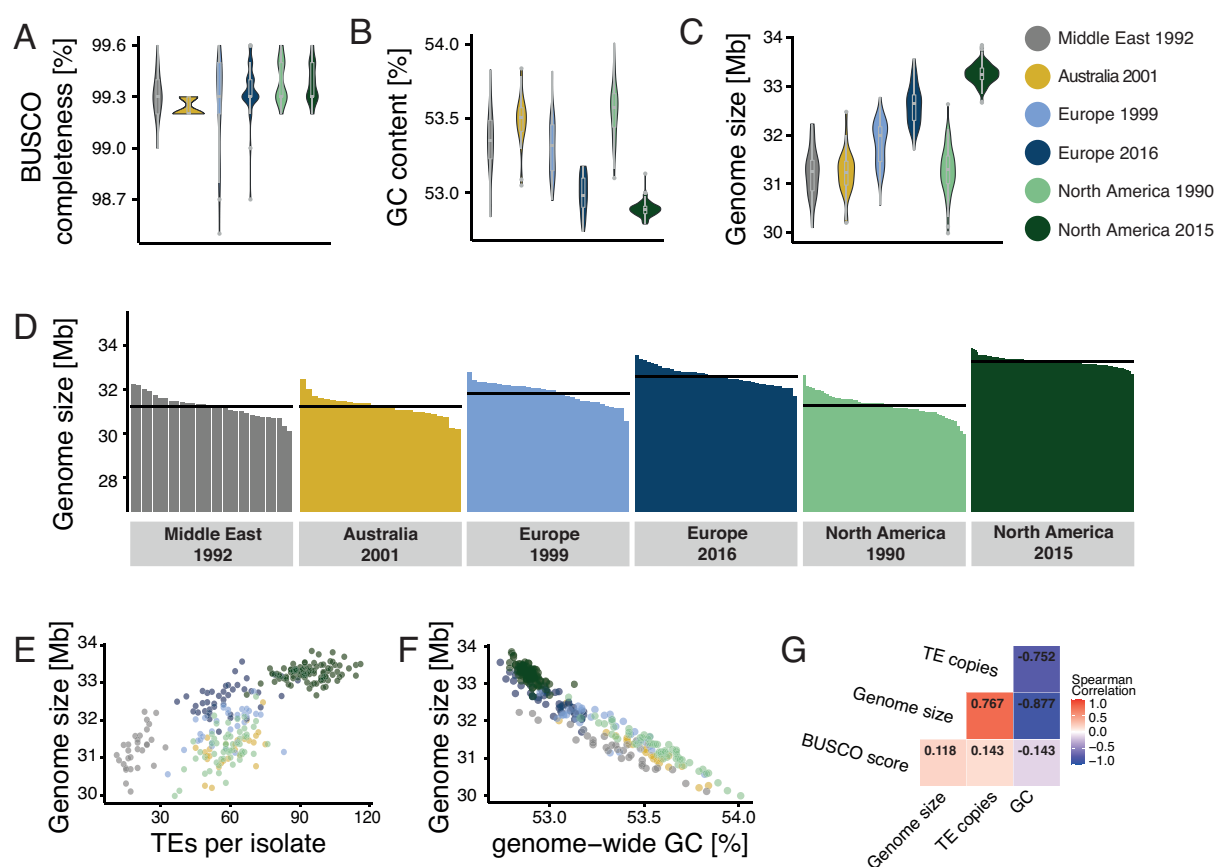 A
BUSCO
completeness [%]
99.6
99.3
99.0
98.7
B
GC content [%]
54.0
53.5
53.0
C
Genome size [Mb]
34
33
32
31
30
Middle East 1992
Australia 2001
Europe 1999
Europe 2016
North America 1990
North America 2015
D
Genome size [Mb]
34
32
30
28
Middle East
1992
Australia
2001
Europe
1999
Europe
2016
North America
1990
North America
2015
E
Genome size [Mb]
34
33
32
31
30
30
60
90
120
TEs per isolate
F
Genome size [Mb]
34
33
32
31
30
53.0
53.5
54.0
genome−wide GC [%]
G
TE copies
-0.752
Genome size
0.767
-0.877
BUSCO score
0.118
0.143
-0.143
Genome size
TE copies
GC
Spearman
Correlation
1.0
0.5
0.0
−0.5
−1.0